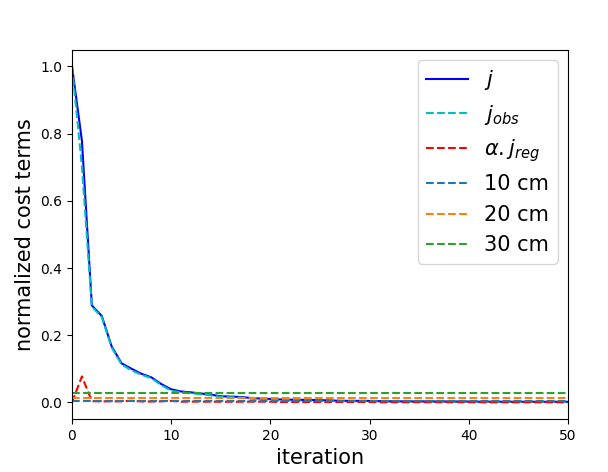 normalized cost terms
1.0
0.8
0.6
0.4
0.2
0.0
0 10 20 30 40 50
iteration
j
j_obs
α.j_reg
10 cm
20 cm
30 cm